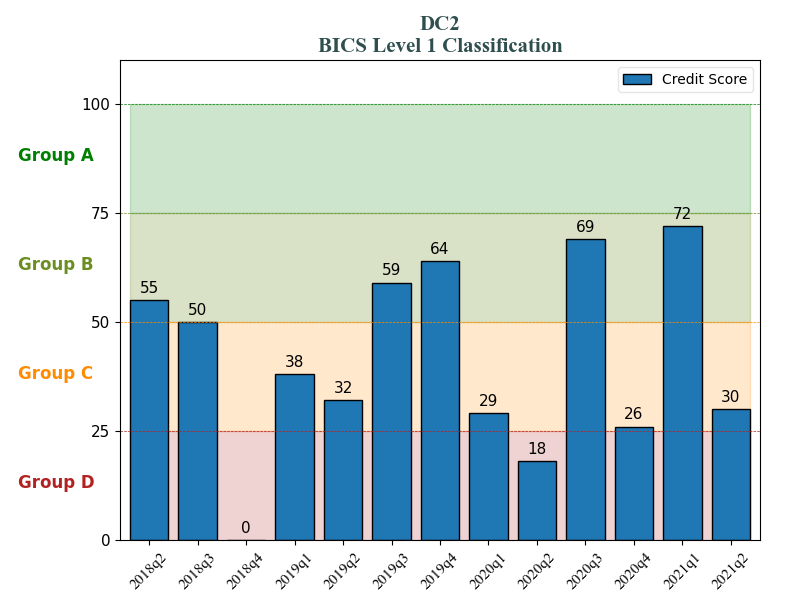 DC2
BICS Level 1 Classification
Credit Score
100
Group A
75
72
69
64
Group B
59
55
50
50
38
Group C
32
30
29
26
25
18
Group D
0
0
2018q2
2018q3
2018q4
2019q1
2019q2
2019q3
2019q4
2020q1
2020q2
2020q3
2020q4
2021q1
2021q2